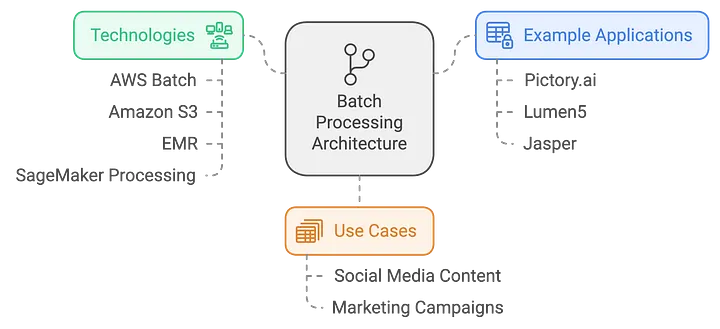 Technologies
AWS Batch
Amazon S3
EMR
SageMaker Processing
Batch
Processing
Architecture
Example Applications
Pictory.ai
Lumen5
Jasper
Use Cases
Social Media Content
Marketing Campaigns